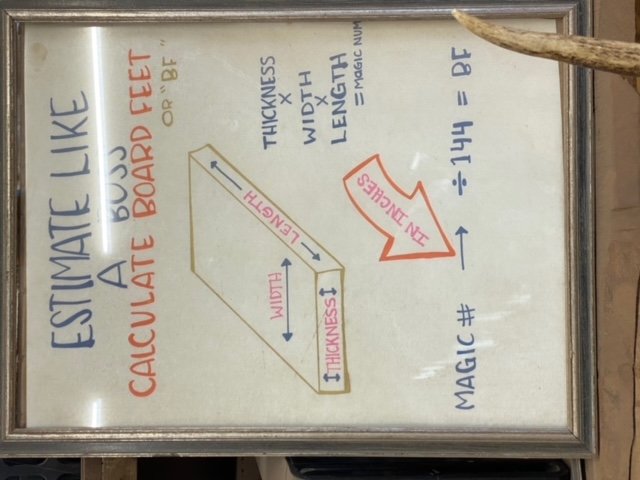 ESTIMATE LIKE
A BOSS
CALCULATE BOARD FEET
OR "BF"
THICKNESS
X
WIDTH
X
LENGTH
= MAGIC NUM
LENGTH
WIDTH
THICKNESS
IN INCHES
MAGIC # → ÷ 144 = BF